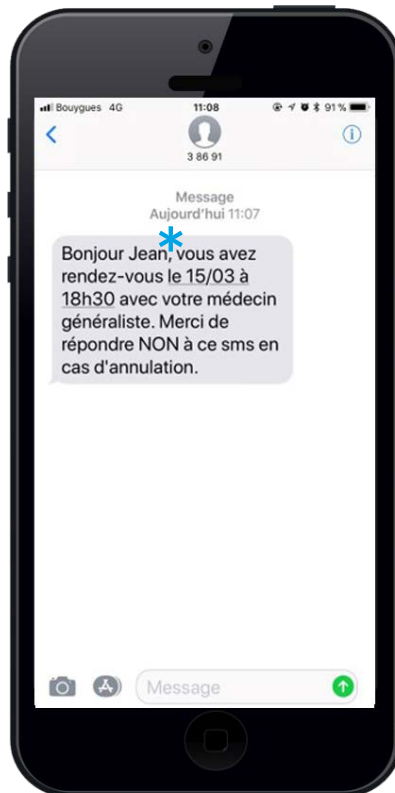 Bouygues 4G 11:08 91 %
3 86 91
Message
Aujourd'hui 11:07
Bonjour Jean, vous avez
rendez-vous le 15/03 à
18h30 avec votre médecin
généraliste. Merci de
répondre NON à ce sms en
cas d'annulation.
Message